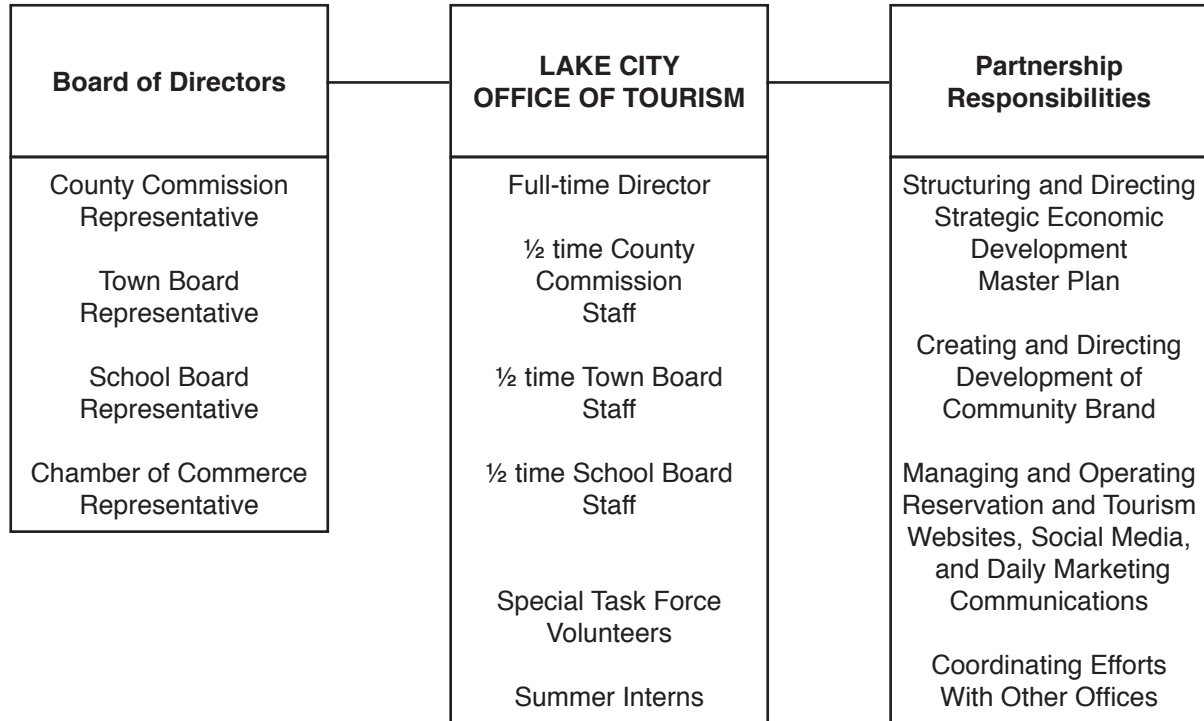 Board of Directors
County Commission
Representative
Town Board
Representative
School Board
Representative
Chamber of Commerce
Representative
LAKE CITY
OFFICE OF TOURISM
Full-time Director
½ time County
Commission
Staff
½ time Town Board
Staff
½ time School Board
Staff
Special Task Force
Volunteers
Summer Interns
Partnership
Responsibilities
Structuring and Directing
Strategic Economic
Development
Master Plan
Creating and Directing
Development of
Community Brand
Managing and Operating
Reservation and Tourism
Websites, Social Media,
and Daily Marketing
Communications
Coordinating Efforts
With Other Offices